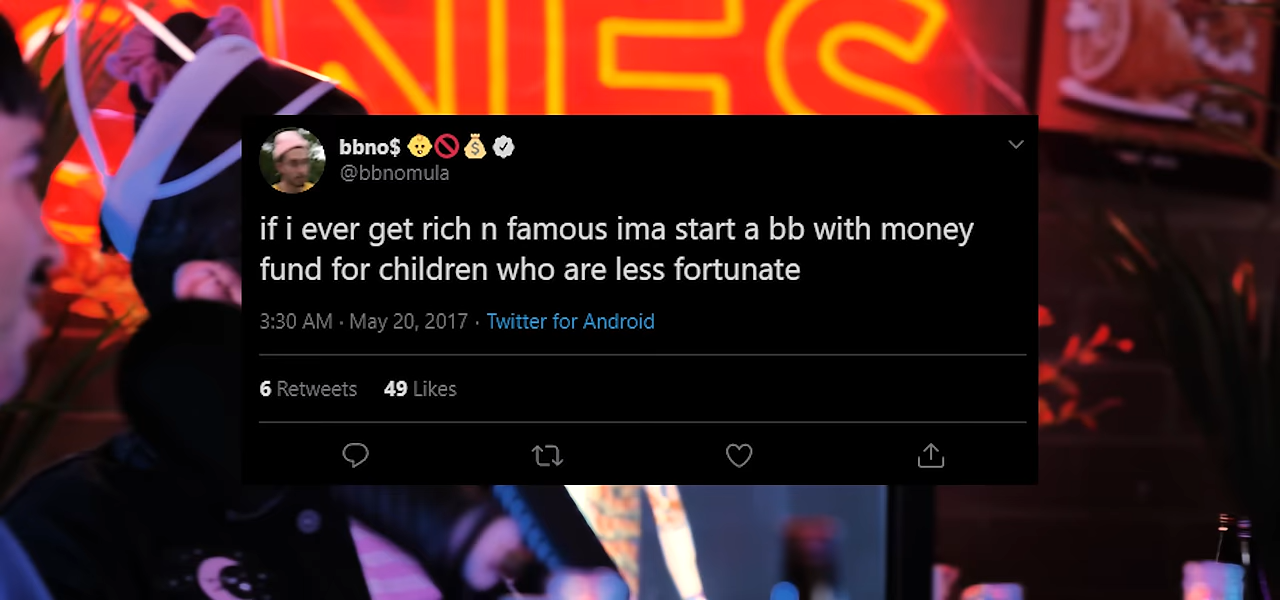 NES
bbno$ 👶🚫💰
@bbnomula
if i ever get rich n famous ima start a bb with money
fund for children who are less fortunate
3:30 AM · May 20, 2017 · Twitter for Android
6 Retweets 49 Likes